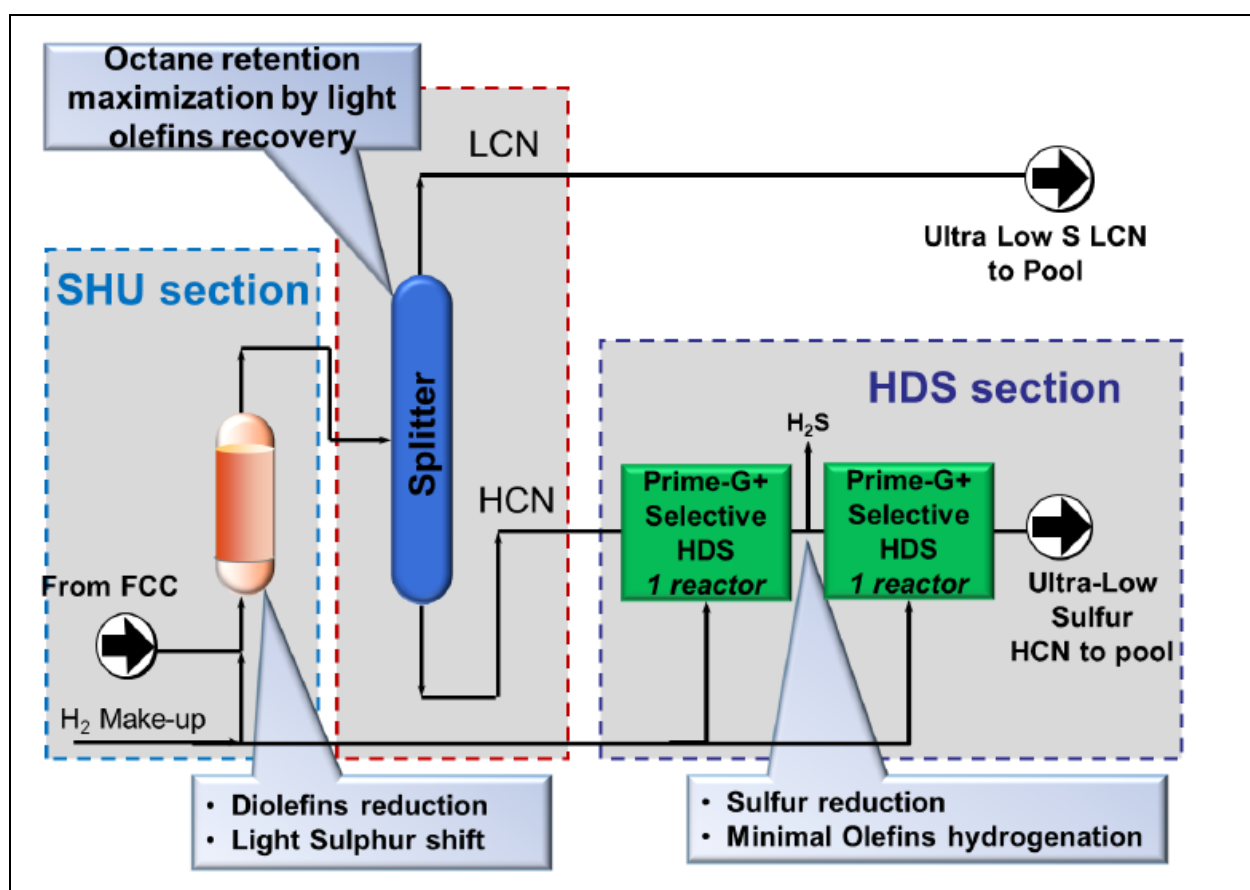 Octane retention
maximization by light
olefins recovery
LCN
Ultra Low S LCN
to Pool
SHU section
Splitter
HDS section
H₂S
HCN
Prime-G+
Selective
HDS
1 reactor
Prime-G+
Selective
HDS
1 reactor
From FCC
Ultra-Low
Sulfur
HCN to pool
H₂ Make-up
• Diolefins reduction
• Light Sulphur shift
• Sulfur reduction
• Minimal Olefins hydrogenation